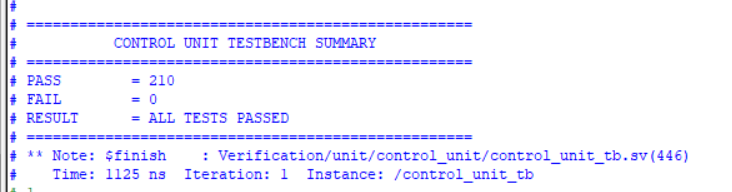 #
# ===================================================
#           CONTROL UNIT TESTBENCH SUMMARY
# ===================================================
# PASS        = 210
# FAIL        = 0
# RESULT      = ALL TESTS PASSED
# ===================================================
# ** Note: $finish    : Verification/unit/control_unit/control_unit_tb.sv(446)
#    Time: 1125 ns  Iteration: 1  Instance: /control_unit_tb